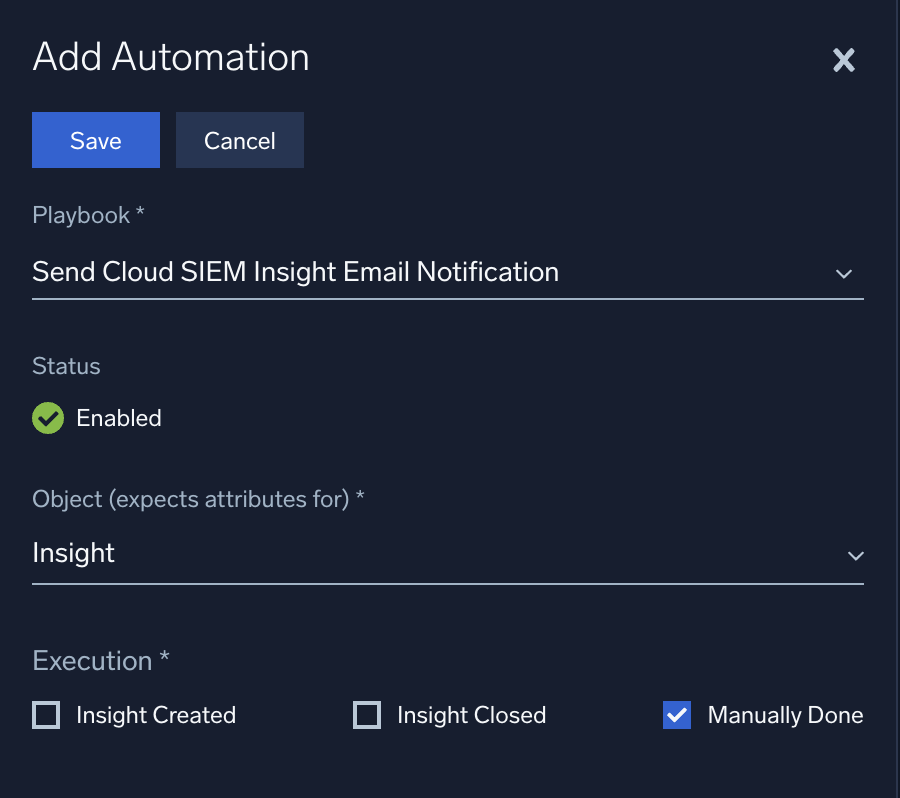 Add Automation
Save Cancel
Playbook *
Send Cloud SIEM Insight Email Notification
Status
Enabled
Object (expects attributes for) *
Insight
Execution *
Insight Created Insight Closed Manually Done